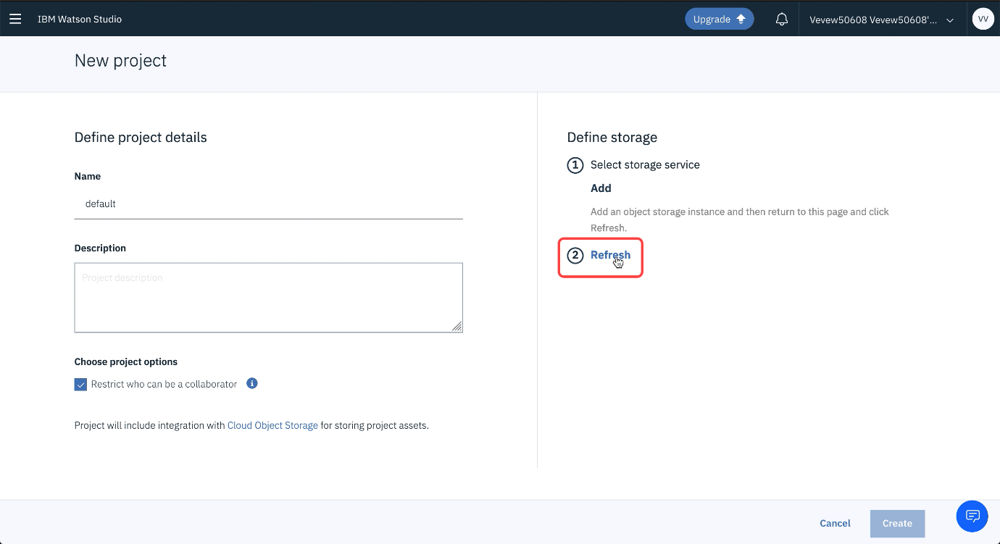 IBM Watson Studio
Upgrade
Vevew50608 Vevew50608'...
VV
New project
Define project details
Name
default
Description
Project description
Choose project options
Restrict who can be a collaborator
Project will include integration with Cloud Object Storage for storing project assets.
Define storage
1 Select storage service
Add
Add an object storage instance and then return to this page and click
Refresh.
2 Refresh
Cancel
Create